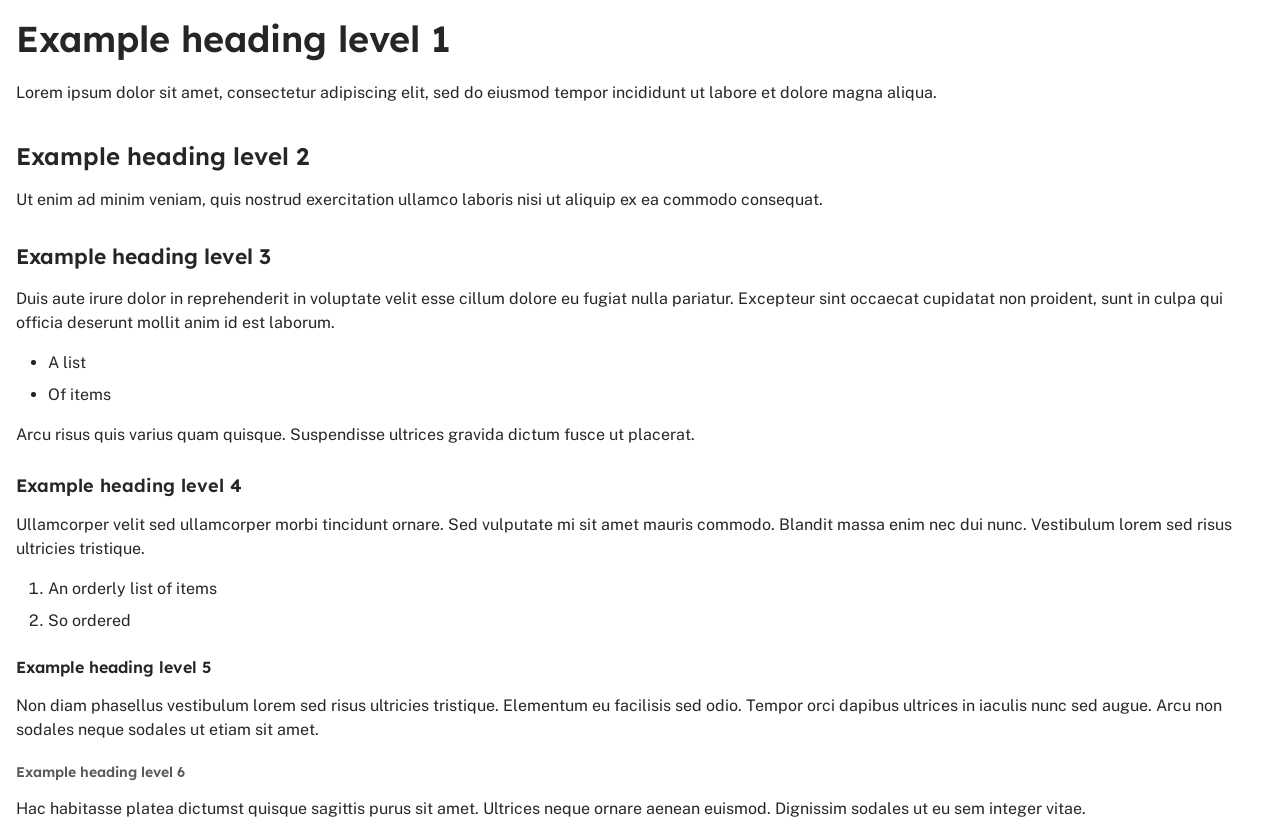 Example heading level 1
Lorem ipsum dolor sit amet, consectetur adipiscing elit, sed do eiusmod tempor incididunt ut labore et dolore magna aliqua.
Example heading level 2
Ut enim ad minim veniam, quis nostrud exercitation ullamco laboris nisi ut aliquip ex ea commodo consequat.
Example heading level 3
Duis aute irure dolor in reprehenderit in voluptate velit esse cillum dolore eu fugiat nulla pariatur. Excepteur sint occaecat cupidatat non proident, sunt in culpa qui
officia deserunt mollit anim id est laborum.
• A list
• Of items
Arcu risus quis varius quam quisque. Suspendisse ultrices gravida dictum fusce ut placerat.
Example heading level 4
Ullamcorper velit sed ullamcorper morbi tincidunt ornare. Sed vulputate mi sit amet mauris commodo. Blandit massa enim nec dui nunc. Vestibulum lorem sed risus
ultricies tristique.
1. An orderly list of items
2. So ordered
Example heading level 5
Non diam phasellus vestibulum lorem sed risus ultricies tristique. Elementum eu facilisis sed odio. Tempor orci dapibus ultrices in iaculis nunc sed augue. Arcu non
sodales neque sodales ut etiam sit amet.
Example heading level 6
Hac habitasse platea dictumst quisque sagittis purus sit amet. Ultrices neque ornare aenean euismod. Dignissim sodales ut eu sem integer vitae.